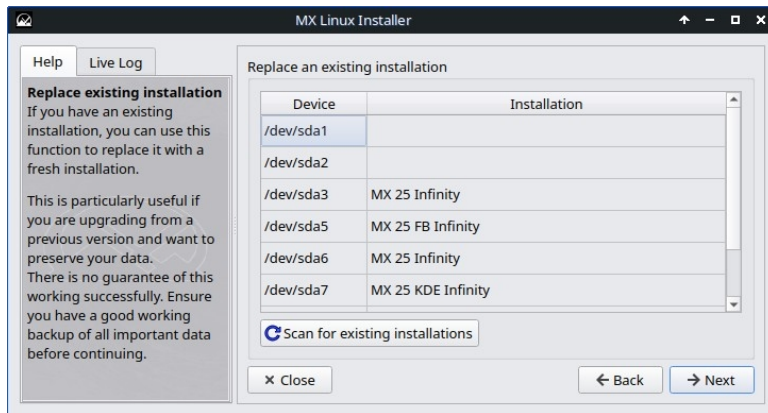 MX Linux Installer
Help
Live Log
Replace existing installation
If you have an existing
installation, you can use this
function to replace it with a
fresh installation.
This is particularly useful if
you are upgrading from a
previous version and want to
preserve your data.
There is no guarantee of this
working successfully. Ensure
you have a good working
backup of all important data
before continuing.
Replace an existing installation
Device Installation
/dev/sda1
/dev/sda2
/dev/sda3 MX 25 Infinity
/dev/sda5 MX 25 FB Infinity
/dev/sda6 MX 25 Infinity
/dev/sda7 MX 25 KDE Infinity
Scan for existing installations
Close
Back
Next